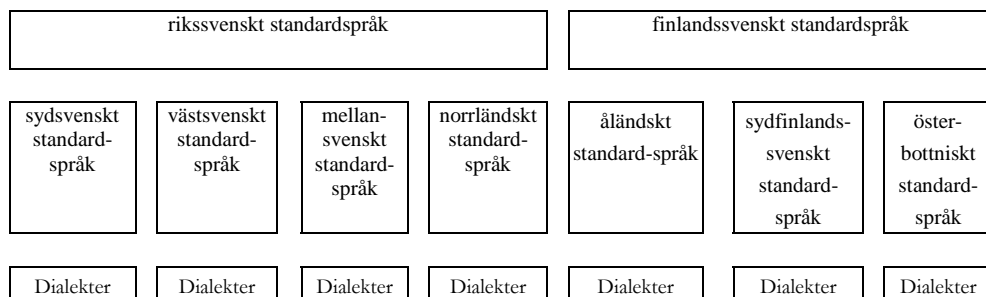 rikssvenskt standardspråk
finlandssvenskt standardspråk
sydsvenskt
standard-
språk
västsvenskt
standard-
språk
mellan-
svenskt
standard-
språk
norrländskt
standard-
språk
åländskt
standard-språk
sydfinlands-
svenskt
standard-
språk
öster-
bottniskt
standard-
språk
Dialekter
Dialekter
Dialekter
Dialekter
Dialekter
Dialekter
Dialekter